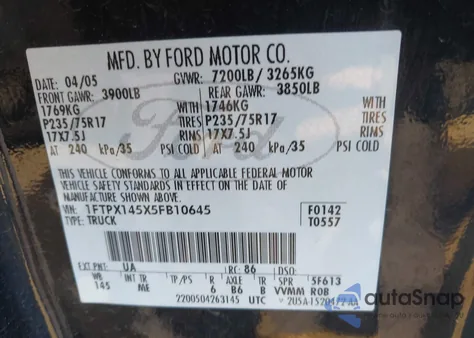 MFD. BY FORD MOTOR CO.
DATE: 04/05 GVWR: 7200LB/ 3265KG
FRONT GAWR: 3900LB REAR GAWR: 3850LB
1769KG WITH 1746KG WITH
P235/75R17 TIRES P235/75R17 TIRES
17X7.5J RIMS 17X7.5J RIMS
AT 240 kPa/35 PSI COLD AT 240 kPa/35 PSI COLD
THIS VEHICLE CONFORMS TO ALL APPLICABLE FEDERAL MOTOR
VEHICLE SAFETY STANDARDS IN EFFECT ON THE DATE OF MANUFACTURE
SHOWN ABOVE.
VIN: 1FTPX145X5FB10645 F0142
TYPE: TRUCK T0557
EXT PNT: UA RC: 86 DSO:
WB INT TR TP/PS R AX TR SPR 5F613
145 ME 6 B6 B VVMM ROB
2200504263145 UTC
Ford
autoSnap